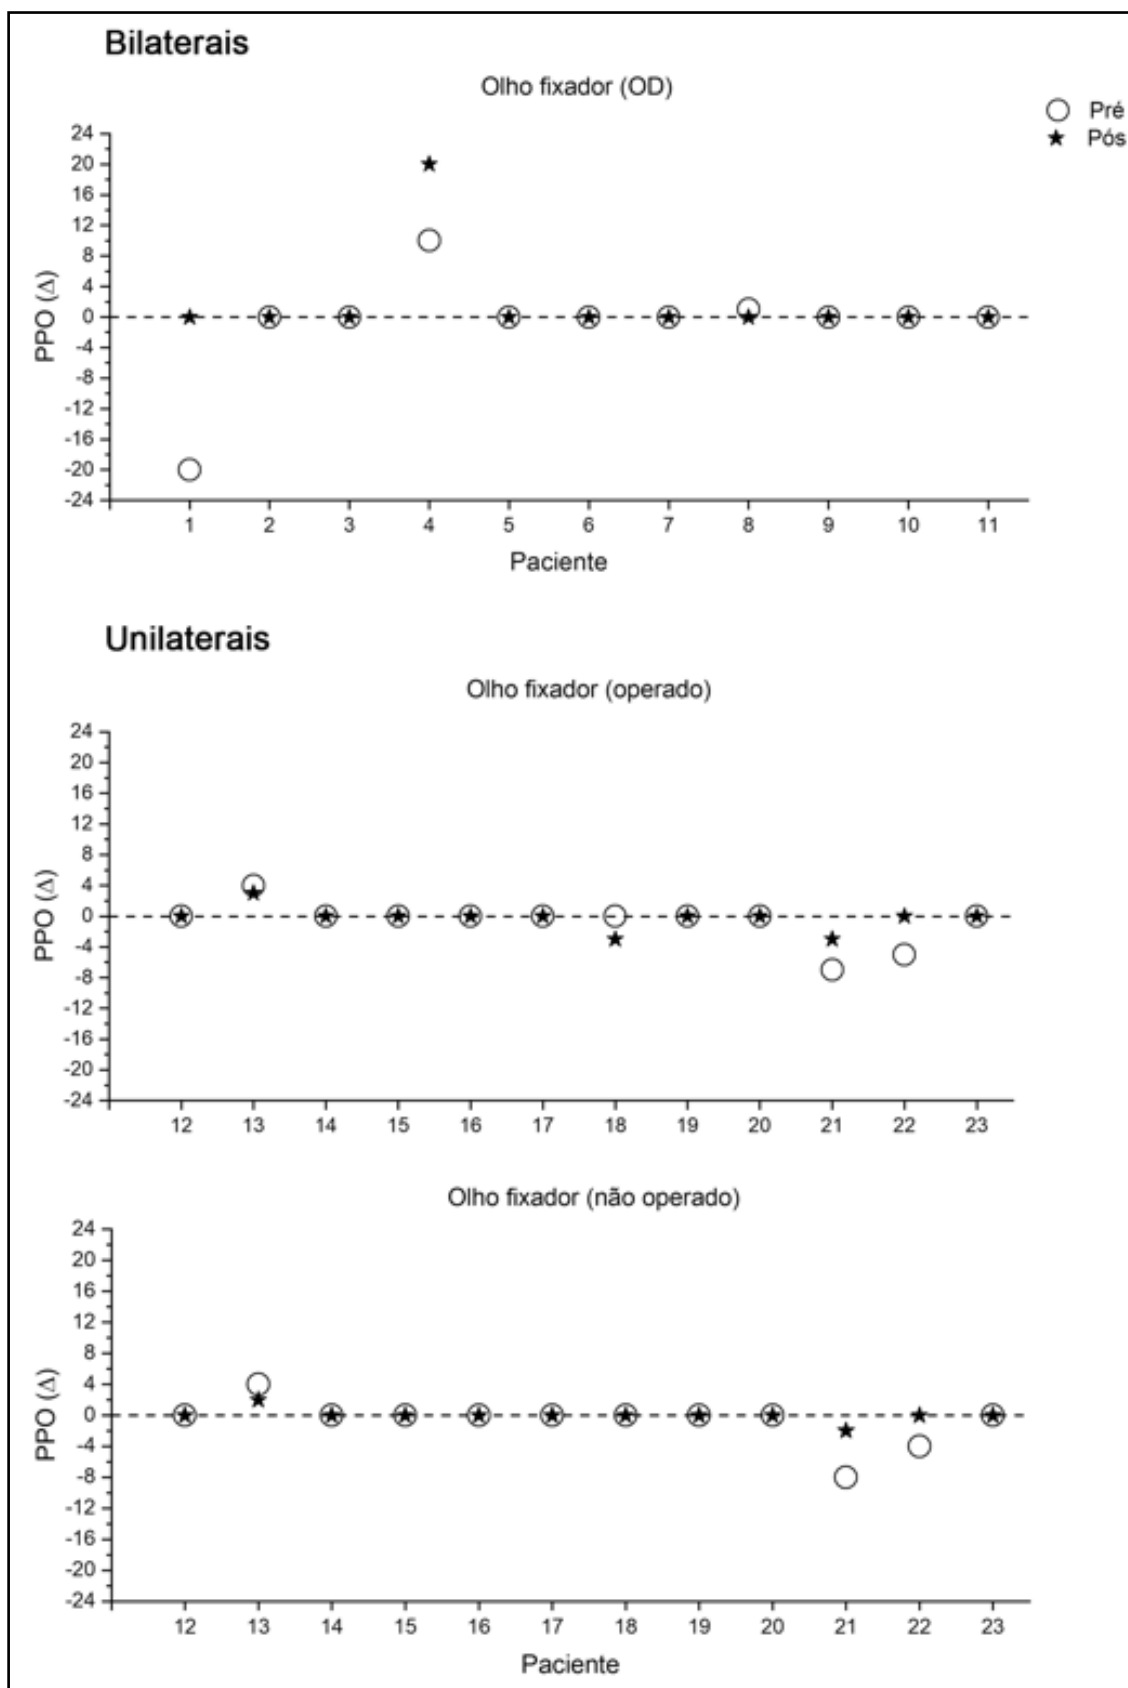 Bilaterais
Olho fixador (OD)
Pré
Pós
24
20
16
12
8
4
0
-4
-8
-12
-16
-20
-24
PPO (Δ)
1 2 3 4 5 6 7 8 9 10 11
Paciente
Unilaterais
Olho fixador (operado)
24
20
16
12
8
4
0
-4
-8
-12
-16
-20
-24
PPO (Δ)
12 13 14 15 16 17 18 19 20 21 22 23
Olho fixador (não operado)
24
20
16
12
8
4
0
-4
-8
-12
-16
-20
-24
PPO (Δ)
12 13 14 15 16 17 18 19 20 21 22 23
Paciente